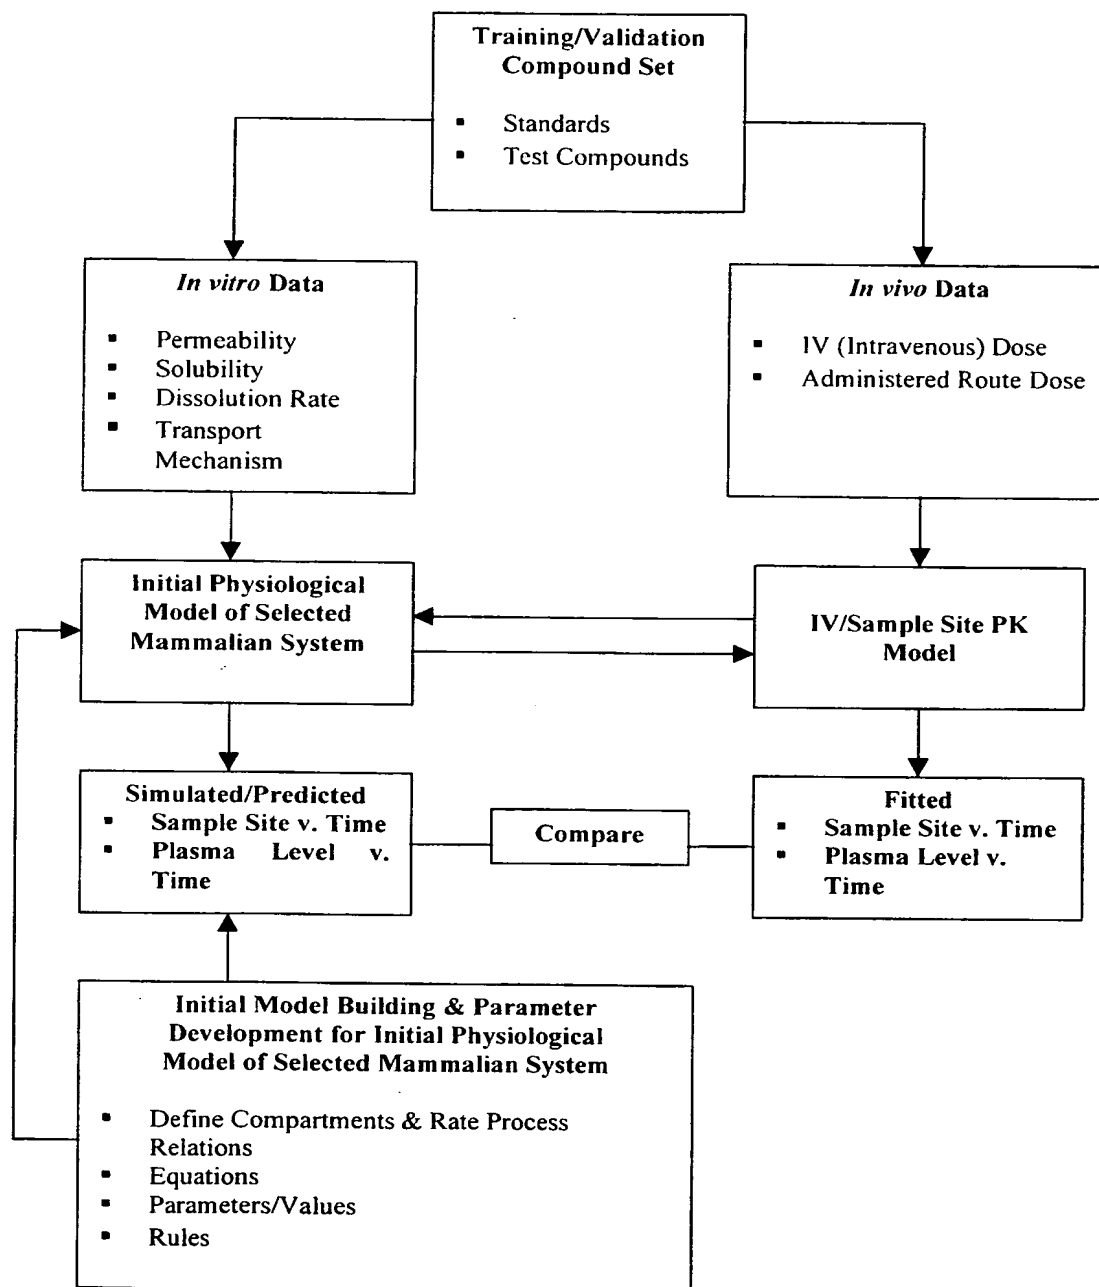 Training/Validation
Compound Set
▪ Standards
▪ Test Compounds
In vitro Data
▪ Permeability
▪ Solubility
▪ Dissolution Rate
▪ Transport
Mechanism
In vivo Data
▪ IV (Intravenous) Dose
▪ Administered Route Dose
Initial Physiological
Model of Selected
Mammalian System
IV/Sample Site PK
Model
Simulated/Predicted
▪ Sample Site v. Time
▪ Plasma Level v.
Time
Compare
Fitted
▪ Sample Site v. Time
▪ Plasma Level v.
Time
Initial Model Building & Parameter
Development for Initial Physiological
Model of Selected Mammalian System
▪ Define Compartments & Rate Process
Relations
▪ Equations
▪ Parameters/Values
▪ Rules